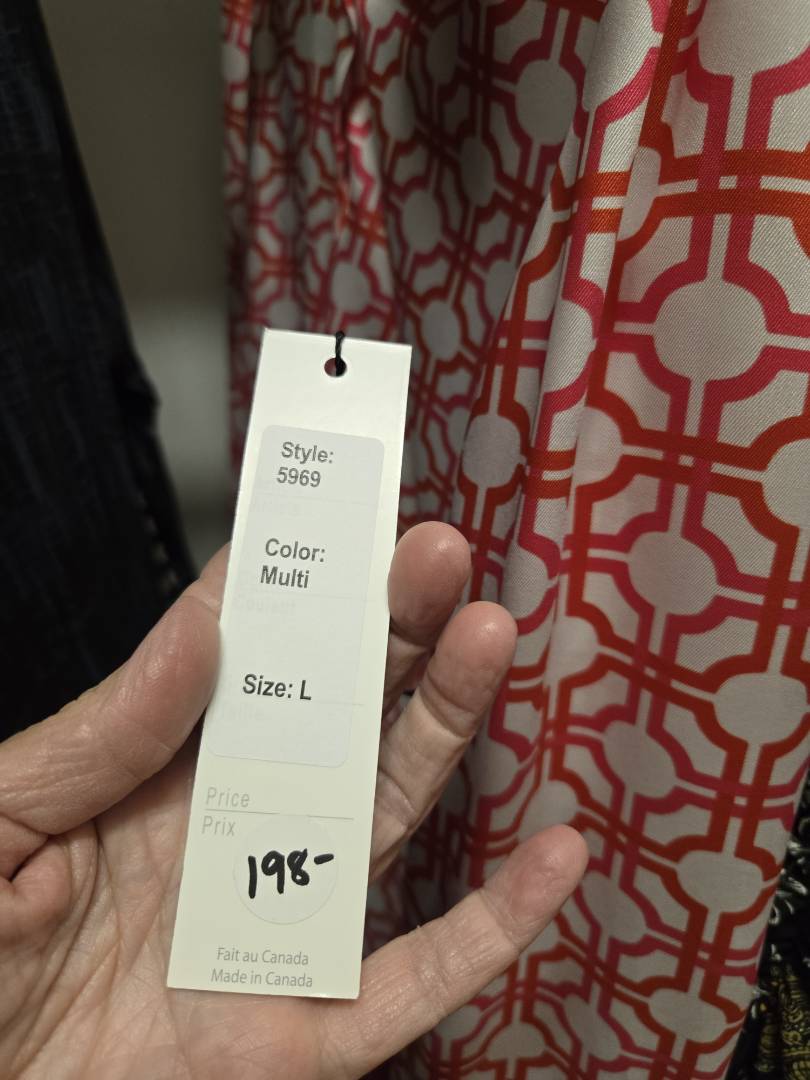 Style:
5969
Color:
Multi
Size: L
Price
Prix
198-
Fait au Canada
Made in Canada